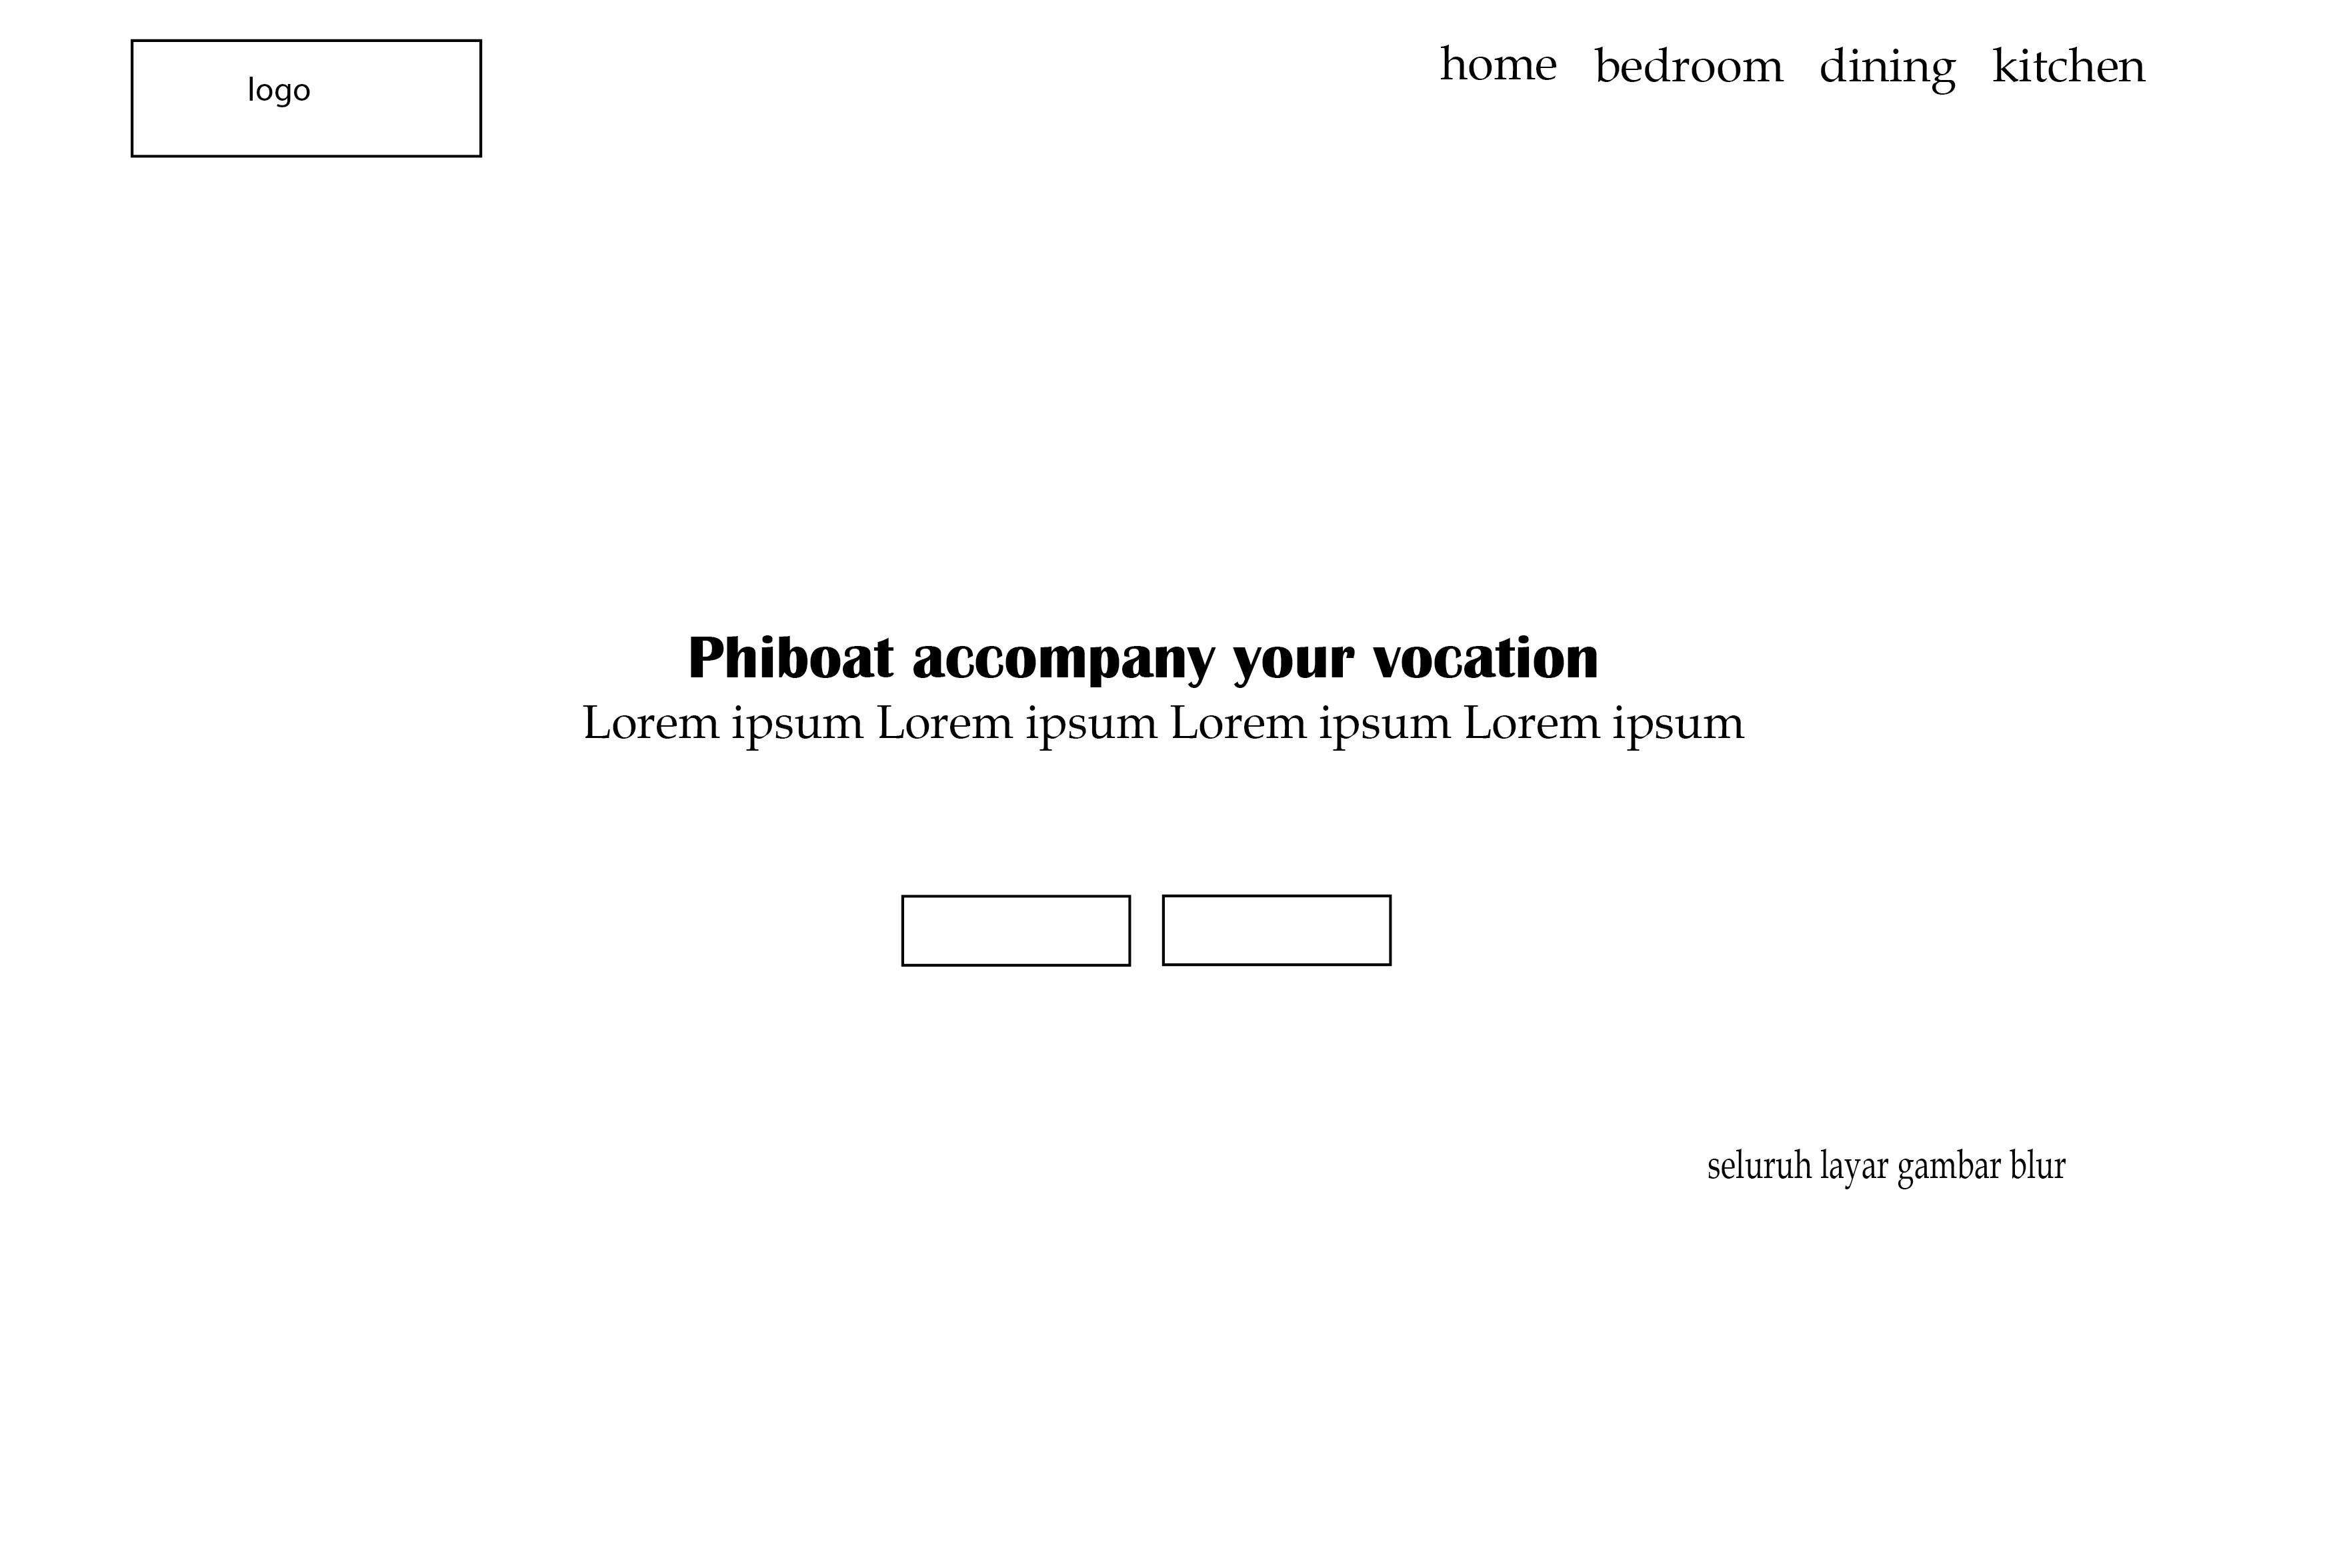 logo
home bedroom dining kitchen
Phiboat accompany your vocation
Lorem ipsum Lorem ipsum Lorem ipsum Lorem ipsum
seluruh layar gambar blur